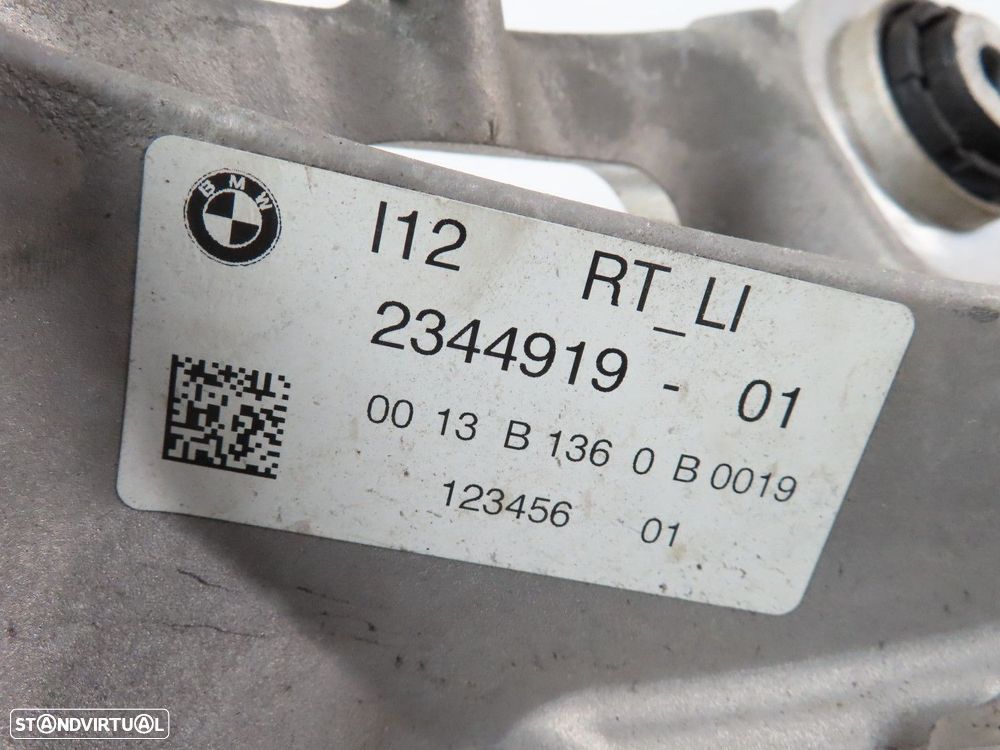 BMW
I12 RT_LI
2344919 - 01
00 13 B 136 0 B 0019
123456 01
STANDVIRTUAL